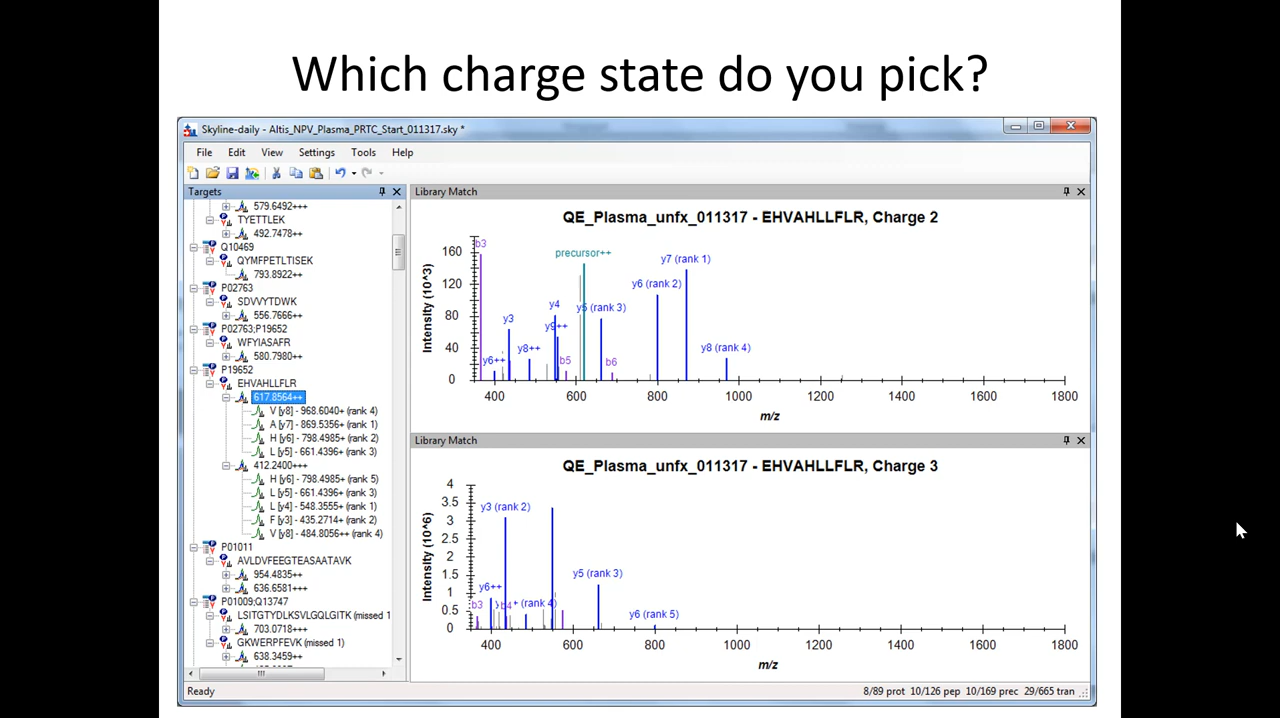 Which charge state do you pick?
Skyline-daily - Altis_NPV_Plasma_PRTC_Start_011317.sky *
File Edit View Settings Tools Help
Targets
579.6492+++
TYETTLEK
492.7478++
Q10469
QYMFPETLTISEK
793.8922++
P02763
SDVVYTDWK
556.7666++
P02763;P19652
WFYIASAFR
580.7980++
P19652
EHVAHLLFLR
617.8564++
V [y8] - 968.6040+ (rank 4)
A [y7] - 869.5356+ (rank 1)
H [y6] - 798.4985+ (rank 2)
L [y5] - 661.4396+ (rank 3)
412.2400+++
H [y6] - 798.4985+ (rank 5)
L [y5] - 661.4396+ (rank 3)
L [y4] - 548.3555+ (rank 1)
F [y3] - 435.2714+ (rank 2)
V [y8] - 484.8056++ (rank 4)
P01011
AVLDVFEEGTEASAATAVK
954.4835++
636.6581+++
P01009;Q13747
LSITGTYDLKSVLGQLGITK (missed 1
703.0718+++
GKWERPFEVK (missed 1)
638.3459++
Library Match
QE_Plasma_unfx_011317 - EHVAHLLFLR, Charge 2
Intensity (10^3)
160
120
80
40
0
b3
precursor++
y7 (rank 1)
y6 (rank 2)
y4
y5 (rank 3)
y3
y9++
y8++
y8 (rank 4)
y6++
b5
b6
400 600 800 1000 1200 1400 1600 1800
m/z
Library Match
QE_Plasma_unfx_011317 - EHVAHLLFLR, Charge 3
Intensity (10^6)
4
3.5
3
2.5
2
1.5
1
0.5
0
y3 (rank 2)
y5 (rank 3)
y6++
b3
b4
+ (rank 4)
y6 (rank 5)
400 600 800 1000 1200 1400 1600 1800
m/z
Ready
8/89 prot 10/126 pep 10/169 prec 29/665 tran